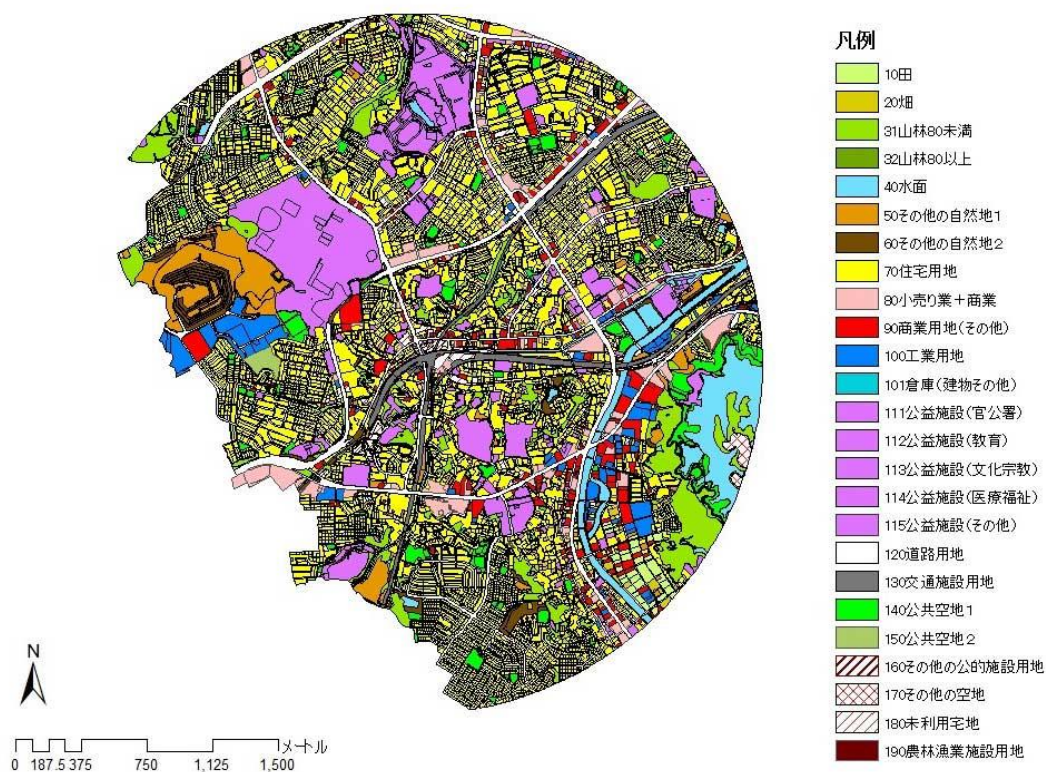 凡例
10田
20畑
31山林80未満
32山林80以上
40水面
50その他の自然地1
60その他の自然地2
70住宅用地
80小売り業+商業
90商業用地(その他)
100工業用地
101倉庫(建物その他)
111公益施設(官公署)
112公益施設(教育)
113公益施設(文化宗教)
114公益施設(医療福祉)
115公益施設(その他)
120道路用地
130交通施設用地
140公共空地1
150公共空地2
160その他の公的施設用地
170その他の空地
180未利用宅地
190農林漁業施設用地
N
メートル
0 187.5 375 750 1,125 1,500